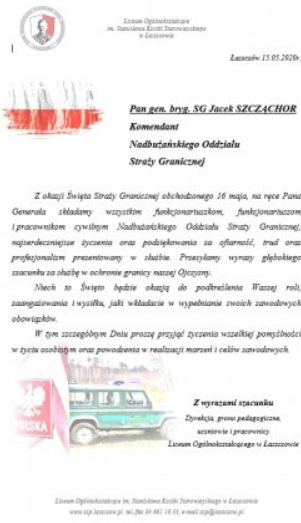 Liceum Ogólnokształcące
im. Stanisława Kostki Starowieyskiego
w Łaszczowie
Łaszczów 15.05.2020r.
Pan gen. bryg. SG Jacek SZCZĄCHOR
Komendant
Nadbużańskiego Oddziału
Straży Granicznej
Z okazji Święta Straży Granicznej obchodzonego 16 maja, na ręce Pana
Generała składamy wszystkim funkcjonariuszkom, funkcjonariuszom
i pracownikom cywilnym Nadbużańskiego Oddziału Straży Granicznej,
najserdeczniejsze życzenia oraz podziękowania za ofiarność, trud oraz
profesjonalizm prezentowany w służbie. Przesyłamy wyrazy głębokiego
szacunku za służbę w ochronie granicy naszej Ojczyzny.
Niech to Święto będzie okazją do podkreślenia Waszej roli,
zaangażowania i wysiłku, jaki wkładacie w wypełnianie swoich zawodowych
obowiązków.
W tym szczególnym Dniu proszę przyjąć życzenia wszelkiej pomyślności
w życiu osobistym oraz powodzenia w realizacji marzeń i celów zawodowych.
POLSKA
Z wyrazami szacunku
Dyrekcja, grono pedagogiczne,
uczniowie i pracownicy
Liceum Ogólnokształcącego w Łaszczowie
Liceum Ogólnokształcące im. Stanisława Kostki Starowieyskiego w Łaszczowie